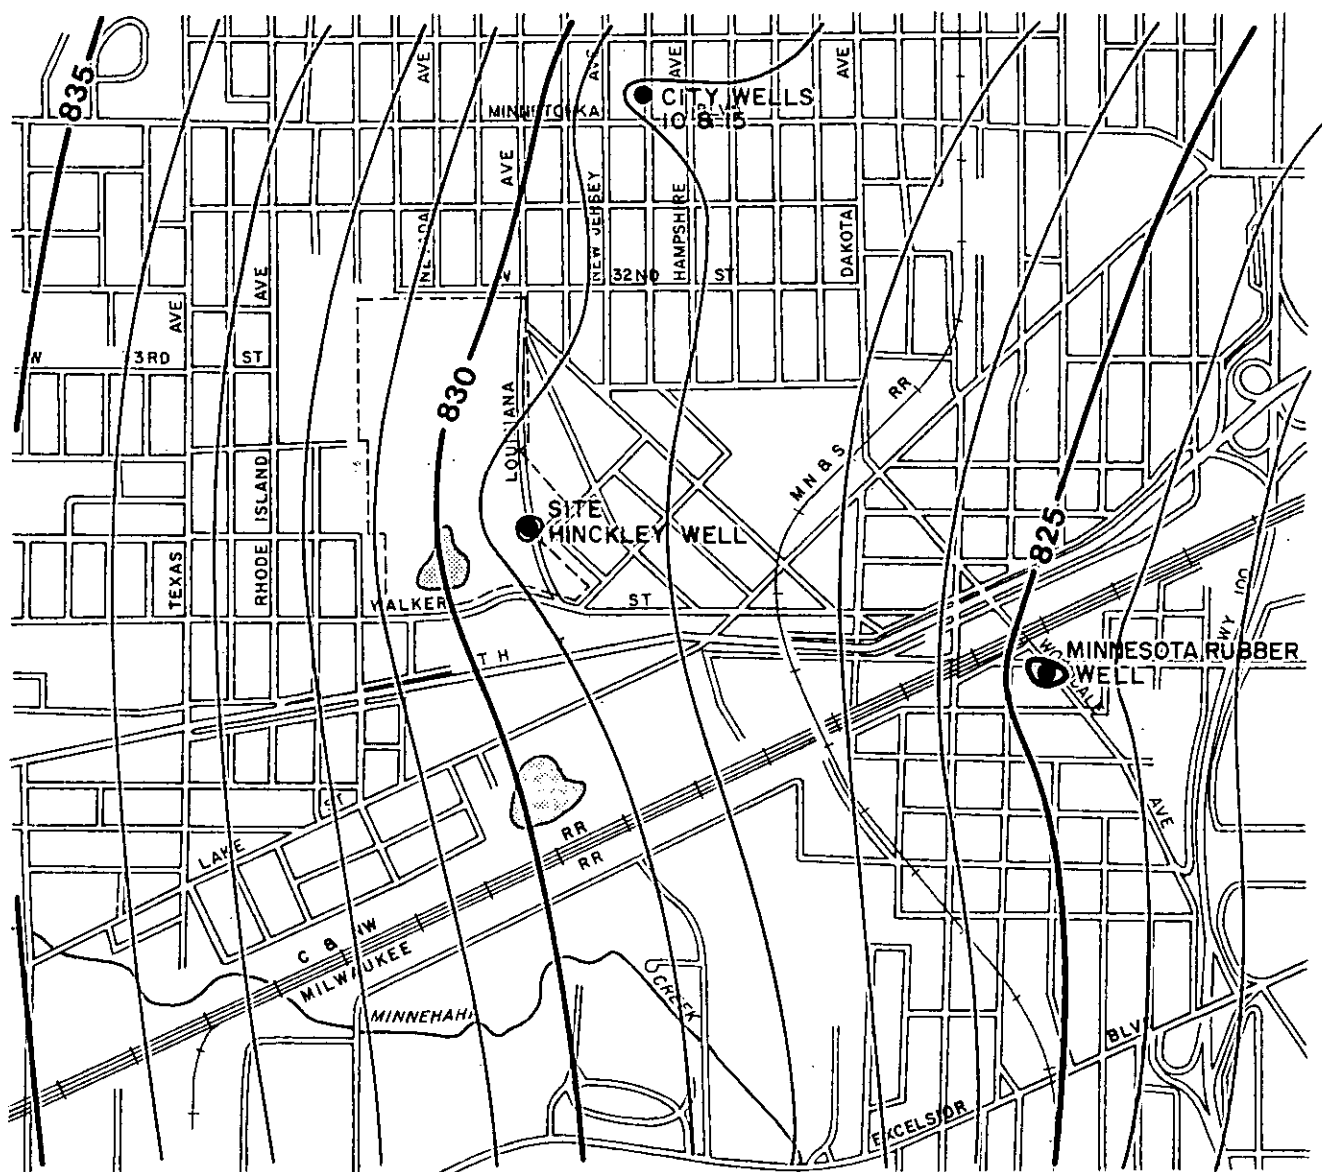 835
AVE
AVE
AVE
AVE
CITY WELLS
10 & 15
MINNETONKA
AVE
NEW JERSEY
HAMPSHIRE
DAKOTA
32ND ST
AVE
AVE
3RD ST
N
830
LOUISIANA
RR
MN & S
SITE
HINCKLEY WELL
825
TEXAS
RHODE ISLAND
WALKER
ST
T H
HWY 100
MINNESOTA RUBBER
WELL
AVE
LAKE
ST
RR
RR
C & NW
MILWAUKEE
MINNEHAHA
CREEK
BLVD
EXCELSIOR